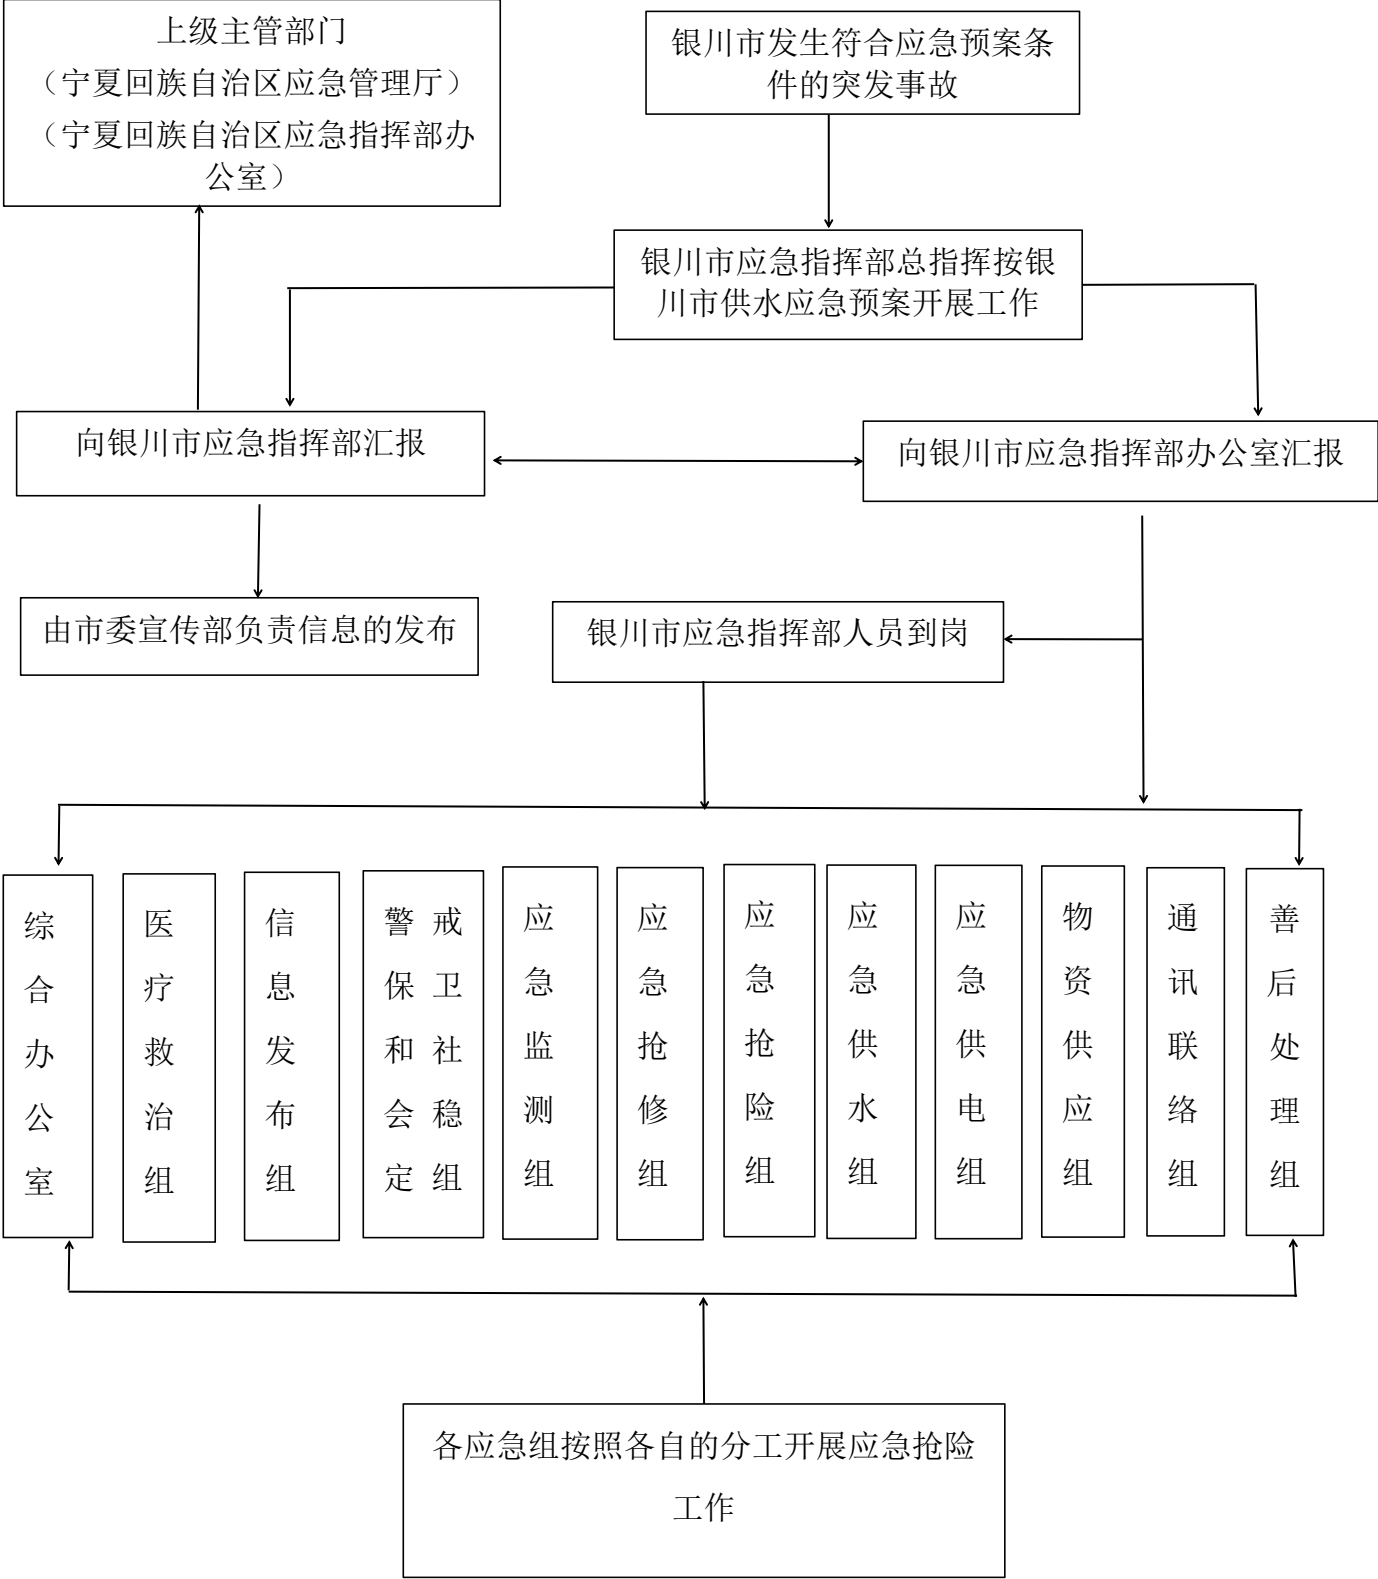 上级主管部门
（宁夏回族自治区应急管理厅）
（宁夏回族自治区应急指挥部办
公室）
银川市发生符合应急预案条
件的突发事故
银川市应急指挥部总指挥按银
川市供水应急预案开展工作
向银川市应急指挥部汇报
向银川市应急指挥部办公室汇报
由市委宣传部负责信息的发布
银川市应急指挥部人员到岗
综合办公室
医疗救治组
信息发布组
警戒
保卫
和社
会稳
定组
应急监测组
应急抢修组
应急抢险组
应急供水组
应急供电组
物资供应组
通讯联络组
善后处理组
各应急组按照各自的分工开展应急抢险
工作